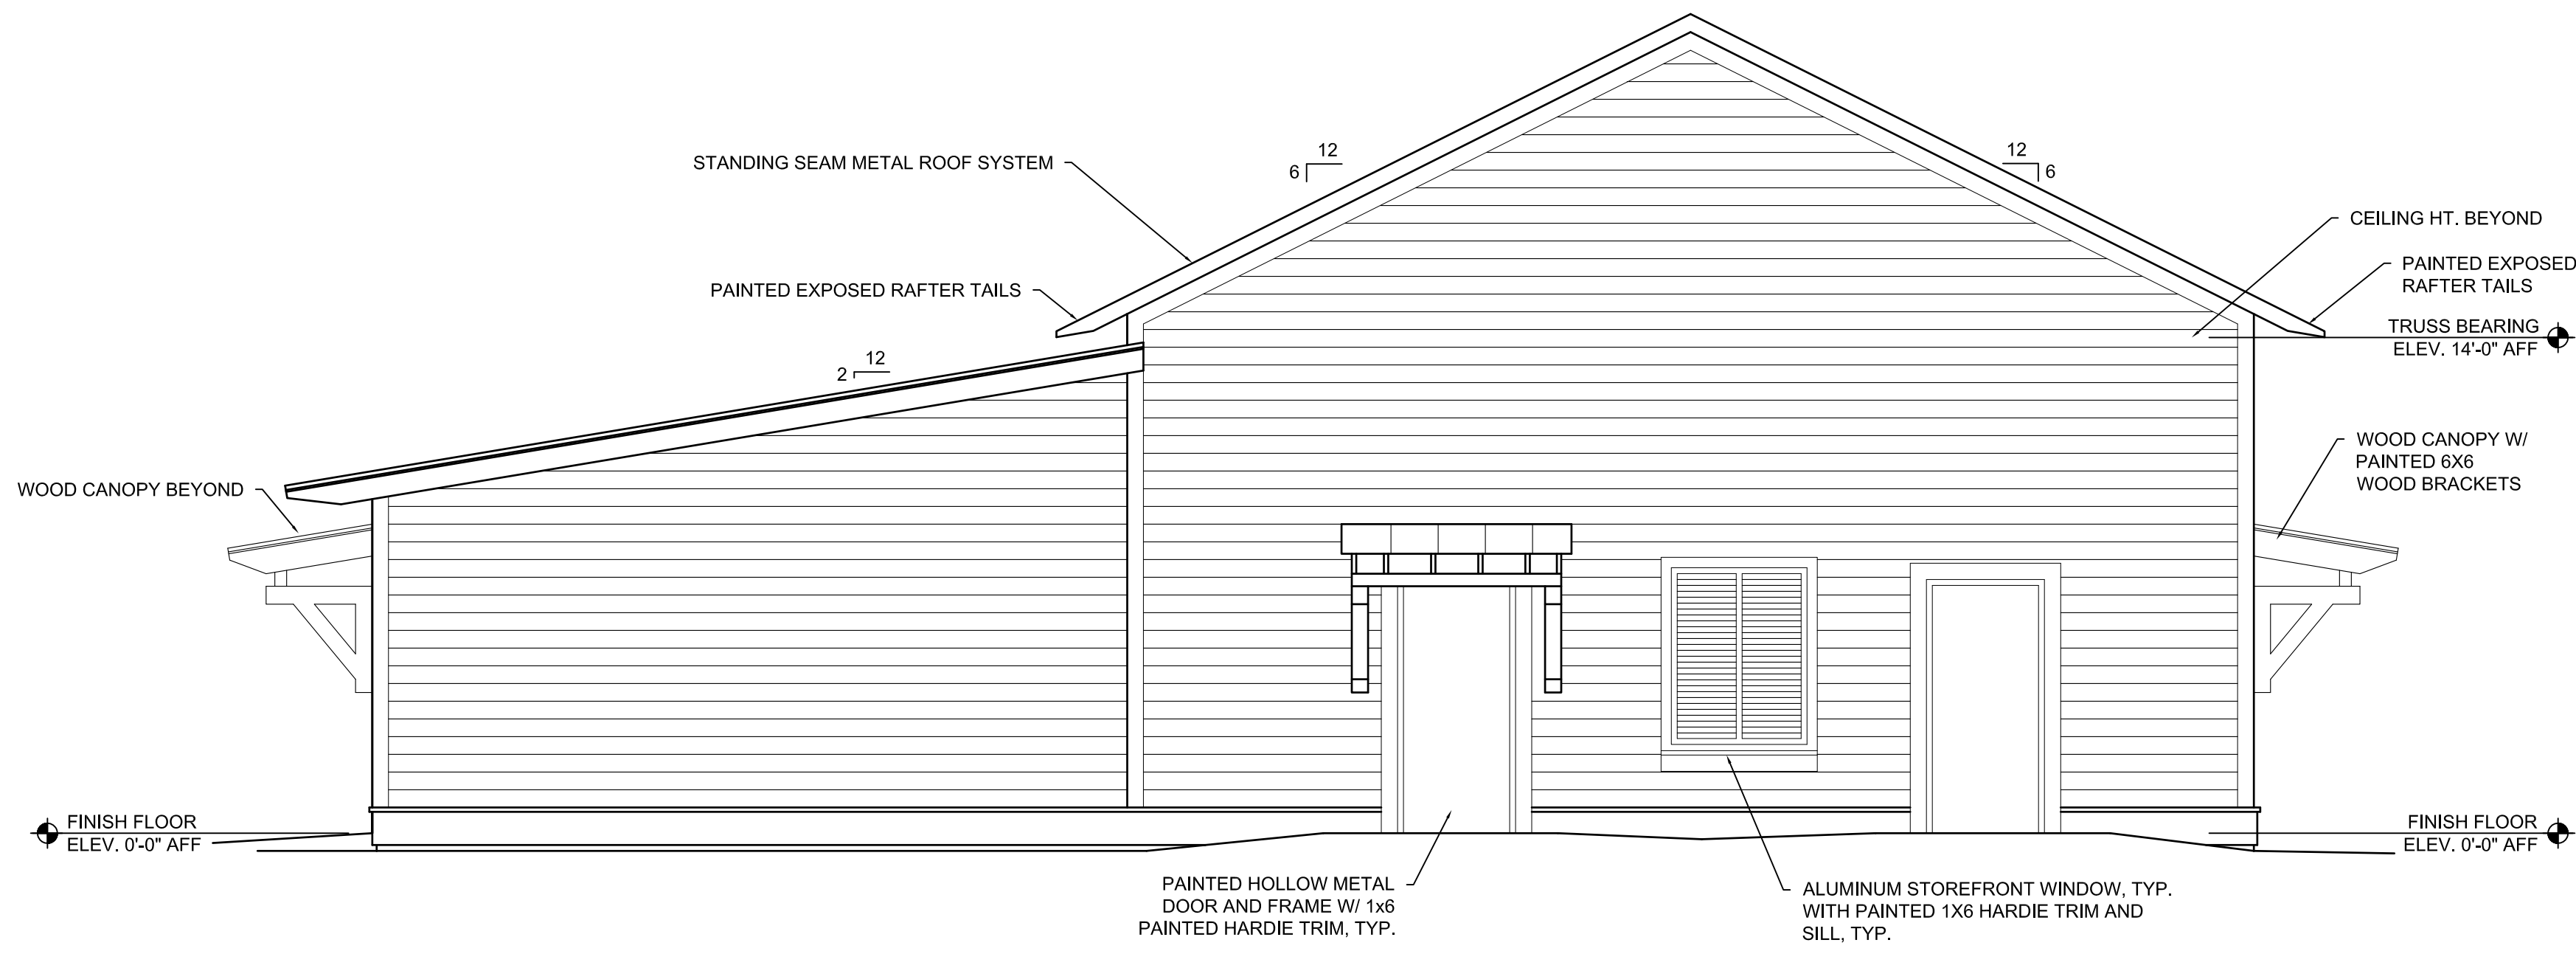 12
6
12
6
STANDING SEAM METAL ROOF SYSTEM
CEILING HT. BEYOND
PAINTED EXPOSED
RAFTER TAILS
PAINTED EXPOSED RAFTER TAILS
TRUSS BEARING
ELEV. 14'-0" AFF
12
2
WOOD CANOPY W/
PAINTED 6X6
WOOD BRACKETS
WOOD CANOPY BEYOND
FINISH FLOOR
ELEV. 0'-0" AFF
FINISH FLOOR
ELEV. 0'-0" AFF
PAINTED HOLLOW METAL
DOOR AND FRAME W/ 1x6
PAINTED HARDIE TRIM, TYP.
ALUMINUM STOREFRONT WINDOW, TYP.
WITH PAINTED 1X6 HARDIE TRIM AND
SILL, TYP.